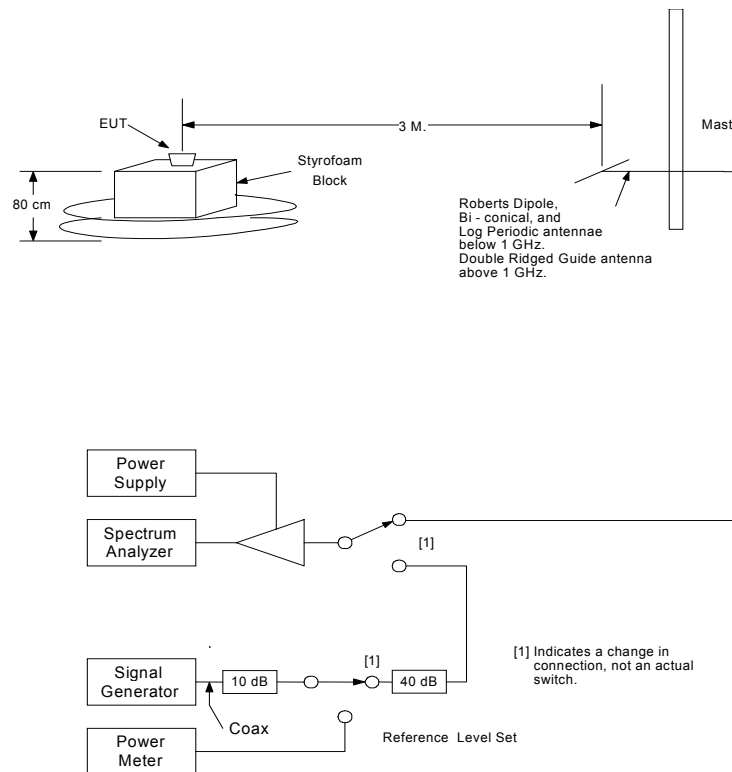 EUT
3 M.
Mast
Styrofoam
Block
80 cm
Roberts Dipole,
Bi - conical, and
Log Periodic antennae
below 1 GHz.
Double Ridged Guide antenna
above 1 GHz.
Power
Supply
Spectrum
Analyzer
[1]
[1] Indicates a change in
connection, not an actual
switch.
Signal
Generator
10 dB
[1]
40 dB
Coax
Power
Meter
Reference Level Set